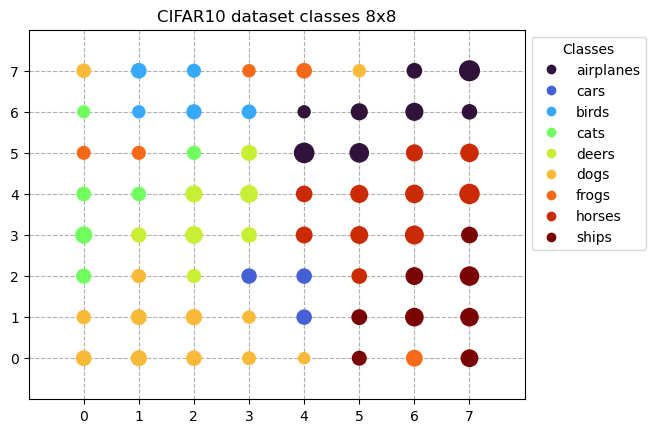 CIFAR10 dataset classes 8x8
Classes
airplanes
cars
birds
cats
deers
dogs
frogs
horses
ships
7
6
5
4
3
2
1
0
0 1 2 3 4 5 6 7